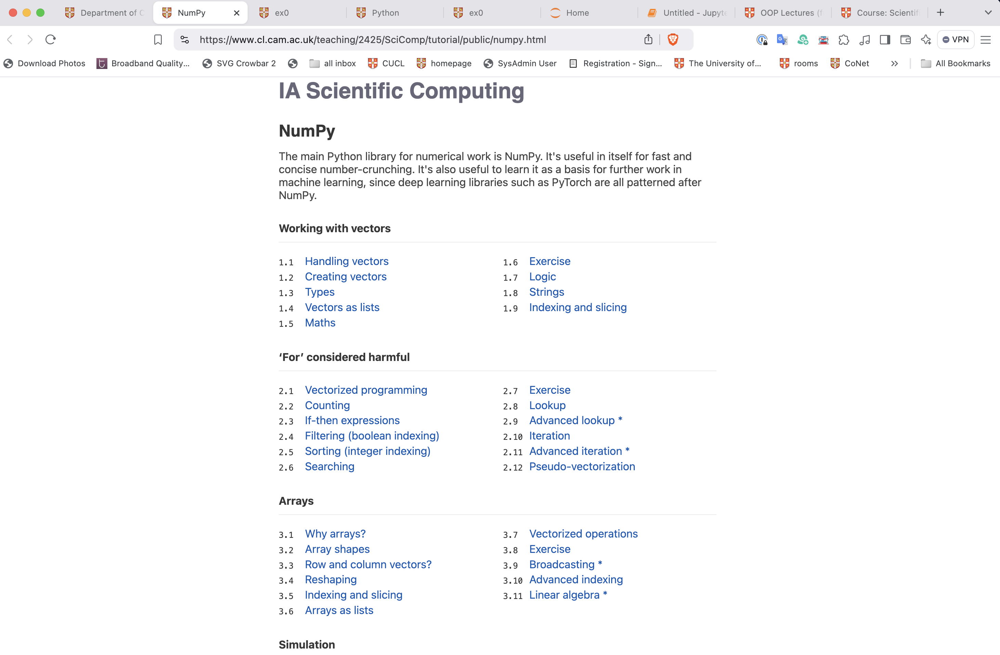 Department of C
NumPy
ex0
Python
ex0
Home
Untitled - Jupyte
OOP Lectures (f
Course: Scientifi
https://www.cl.cam.ac.uk/teaching/2425/SciComp/tutorial/public/numpy.html
VPN
Download Photos
Broadband Quality...
SVG Crowbar 2
all inbox
CUCL
homepage
SysAdmin User
Registration - Sign...
The University of...
rooms
CoNet
All Bookmarks
IA Scientific Computing
NumPy
The main Python library for numerical work is NumPy. It's useful in itself for fast and
concise number-crunching. It's also useful to learn it as a basis for further work in
machine learning, since deep learning libraries such as PyTorch are all patterned after
NumPy.
Working with vectors
1.1 Handling vectors
1.2 Creating vectors
1.3 Types
1.4 Vectors as lists
1.5 Maths
1.6 Exercise
1.7 Logic
1.8 Strings
1.9 Indexing and slicing
‘For’ considered harmful
2.1 Vectorized programming
2.2 Counting
2.3 If-then expressions
2.4 Filtering (boolean indexing)
2.5 Sorting (integer indexing)
2.6 Searching
2.7 Exercise
2.8 Lookup
2.9 Advanced lookup *
2.10 Iteration
2.11 Advanced iteration *
2.12 Pseudo-vectorization
Arrays
3.1 Why arrays?
3.2 Array shapes
3.3 Row and column vectors?
3.4 Reshaping
3.5 Indexing and slicing
3.6 Arrays as lists
3.7 Vectorized operations
3.8 Exercise
3.9 Broadcasting *
3.10 Advanced indexing
3.11 Linear algebra *
Simulation